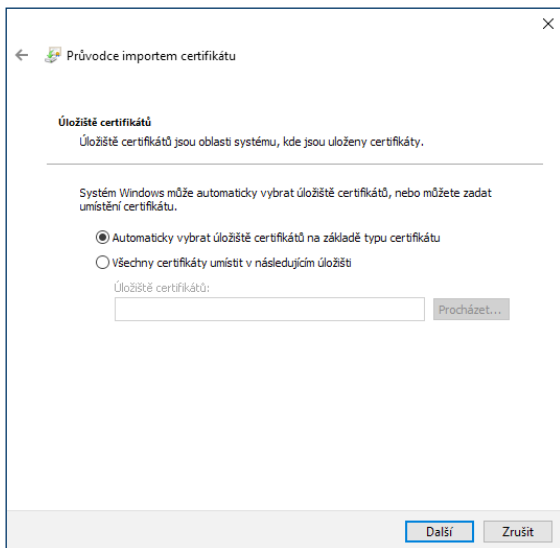 Průvodce importem certifikátu
Úložiště certifikátů
Úložiště certifikátů jsou oblasti systému, kde jsou uloženy certifikáty.
Systém Windows může automaticky vybrat úložiště certifikátů, nebo můžete zadat
umístění certifikátu.
Automaticky vybrat úložiště certifikátů na základě typu certifikátu
Všechny certifikáty umístit v následujícím úložišti
Úložiště certifikátů:
Procházet...
Další
Zrušit